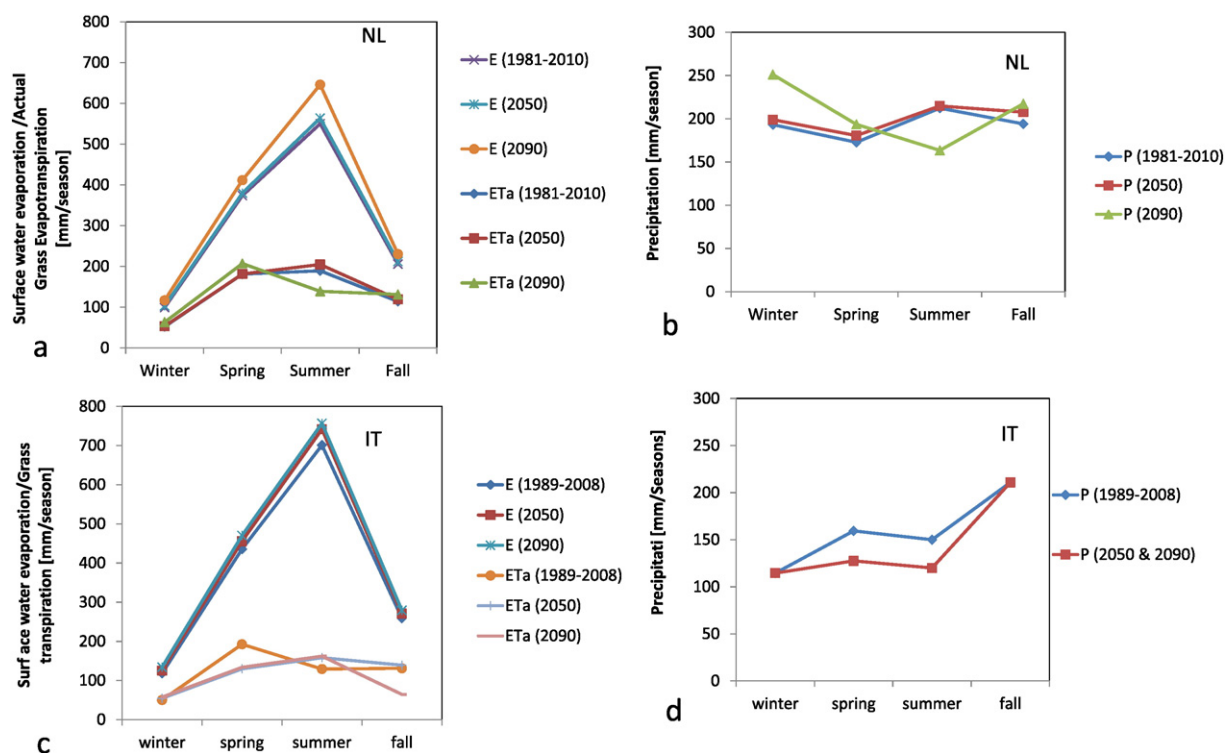 Surface water evaporation /Actual
Grass Evapotranspiration
[mm/season]
800
700
600
500
400
300
200
100
0
NL
Winter
Spring
Summer
Fall
E (1981-2010)
E (2050)
E (2090)
ETa (1981-2010)
ETa (2050)
ETa (2090)
a
Precipitation [mm/season]
300
250
200
150
100
50
0
NL
Winter
Spring
Summer
Fall
P (1981-2010)
P (2050)
P (2090)
b
Surf ace water evaporation/Grass
transpiration [mm/season]
800
700
600
500
400
300
200
100
0
IT
winter
spring
summer
fall
E (1989-2008)
E (2050)
E (2090)
ETa (1989-2008)
ETa (2050)
ETa (2090)
c
Precipitati [mm/Seasons]
300
250
200
150
100
50
0
IT
winter
spring
summer
fall
P (1989-2008)
P (2050 & 2090)
d